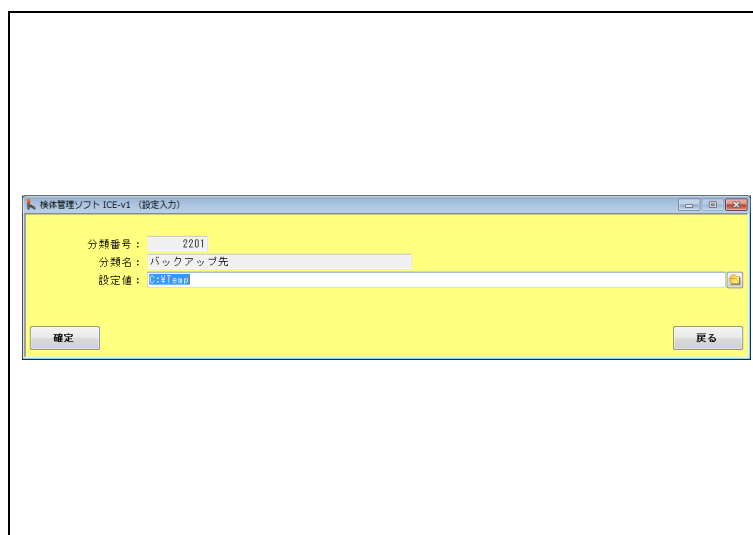 検体管理ソフト ICE-v1 （設定入力）
分類番号： 2201
分類名： バックアップ先
設定値： C:¥Temp
確定 戻る